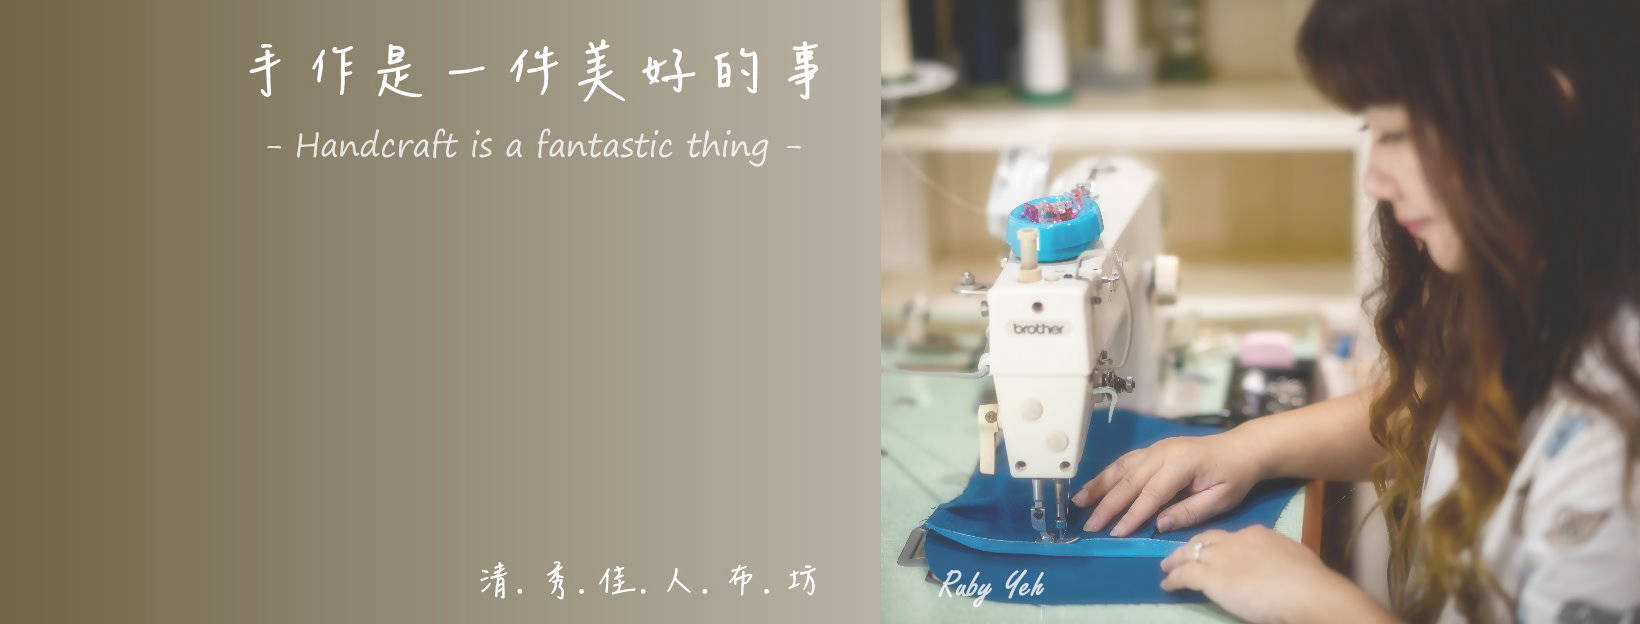 手作是一件美好的事
- Handcraft is a fantastic thing -
清.秀.佳.人.布.坊
brother
Ruby Yeh